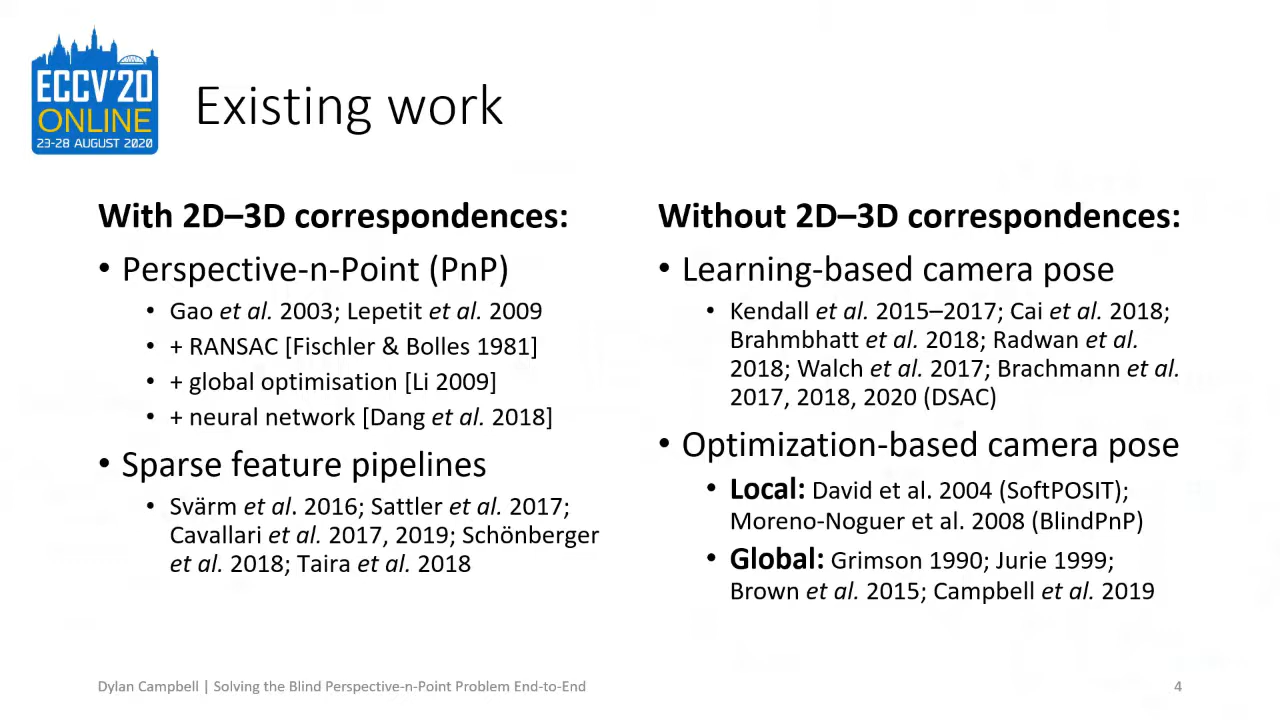 ECCV'20
ONLINE
23-28 AUGUST 2020
Existing work
With 2D–3D correspondences:
• Perspective-n-Point (PnP)
• Gao et al. 2003; Lepetit et al. 2009
• + RANSAC [Fischler & Bolles 1981]
• + global optimisation [Li 2009]
• + neural network [Dang et al. 2018]
• Sparse feature pipelines
• Svärm et al. 2016; Sattler et al. 2017;
Cavallari et al. 2017, 2019; Schönberger
et al. 2018; Taira et al. 2018
Without 2D–3D correspondences:
• Learning-based camera pose
• Kendall et al. 2015–2017; Cai et al. 2018;
Brahmbhatt et al. 2018; Radwan et al.
2018; Walch et al. 2017; Brachmann et al.
2017, 2018, 2020 (DSAC)
• Optimization-based camera pose
• Local: David et al. 2004 (SoftPOSIT);
Moreno-Noguer et al. 2008 (BlindPnP)
• Global: Grimson 1990; Jurie 1999;
Brown et al. 2015; Campbell et al. 2019
Dylan Campbell | Solving the Blind Perspective-n-Point Problem End-to-End
4